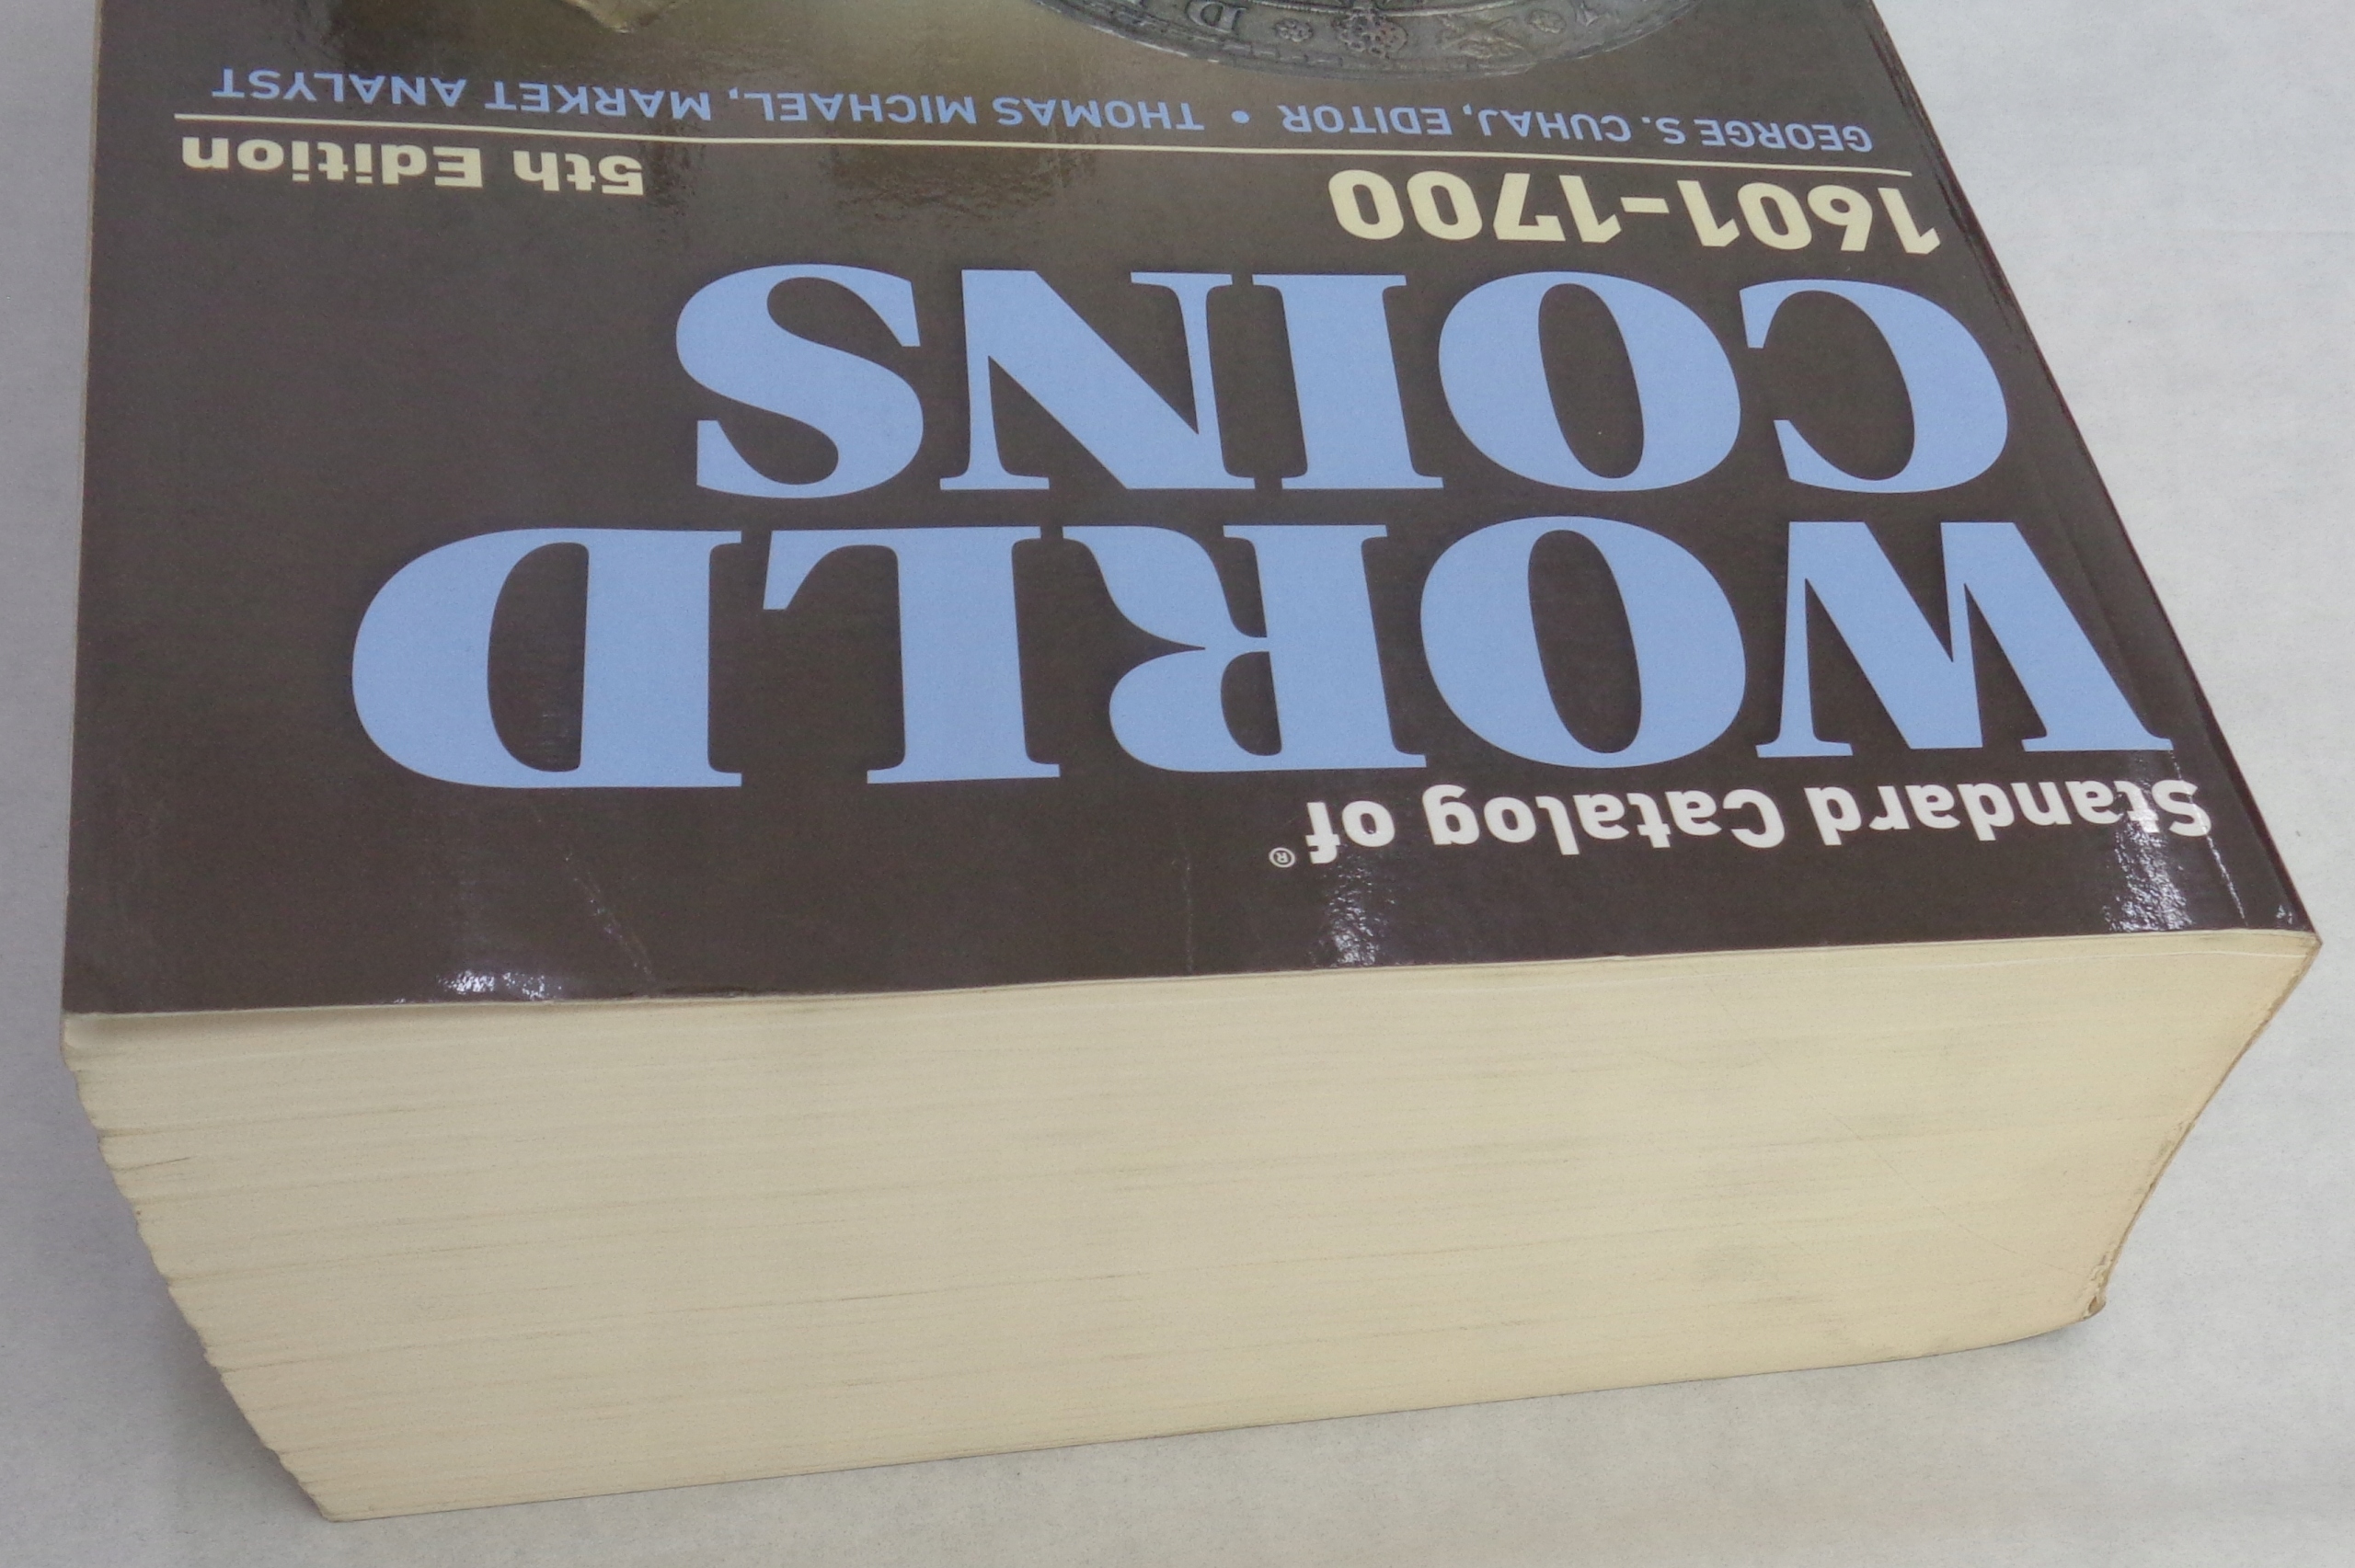 Standard Catalog of®
WORLD
COINS
1601-1700 5th Edition
GEORGE S. CUHAJ, EDITOR • THOMAS MICHAEL, MARKET ANALYST